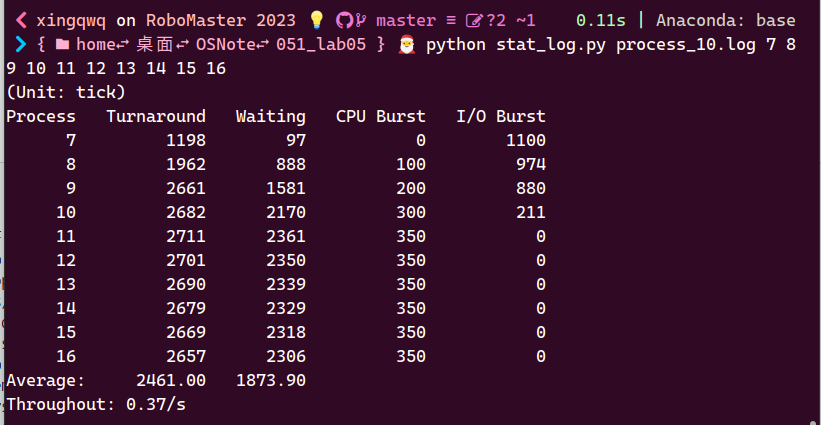 xingqwq on RoboMaster 2023 💡 master ≡ ?2 ~1 0.11s | Anaconda: base
{ home 桌面 OSNote 051_lab05 } 🎅 python stat_log.py process_10.log 7 8
9 10 11 12 13 14 15 16
(Unit: tick)
Process Turnaround Waiting CPU Burst I/O Burst
7 1198 97 0 1100
8 1962 888 100 974
9 2661 1581 200 880
10 2682 2170 300 211
11 2711 2361 350 0
12 2701 2350 350 0
13 2690 2339 350 0
14 2679 2329 350 0
15 2669 2318 350 0
16 2657 2306 350 0
Average: 2461.00 1873.90
Throughout: 0.37/s